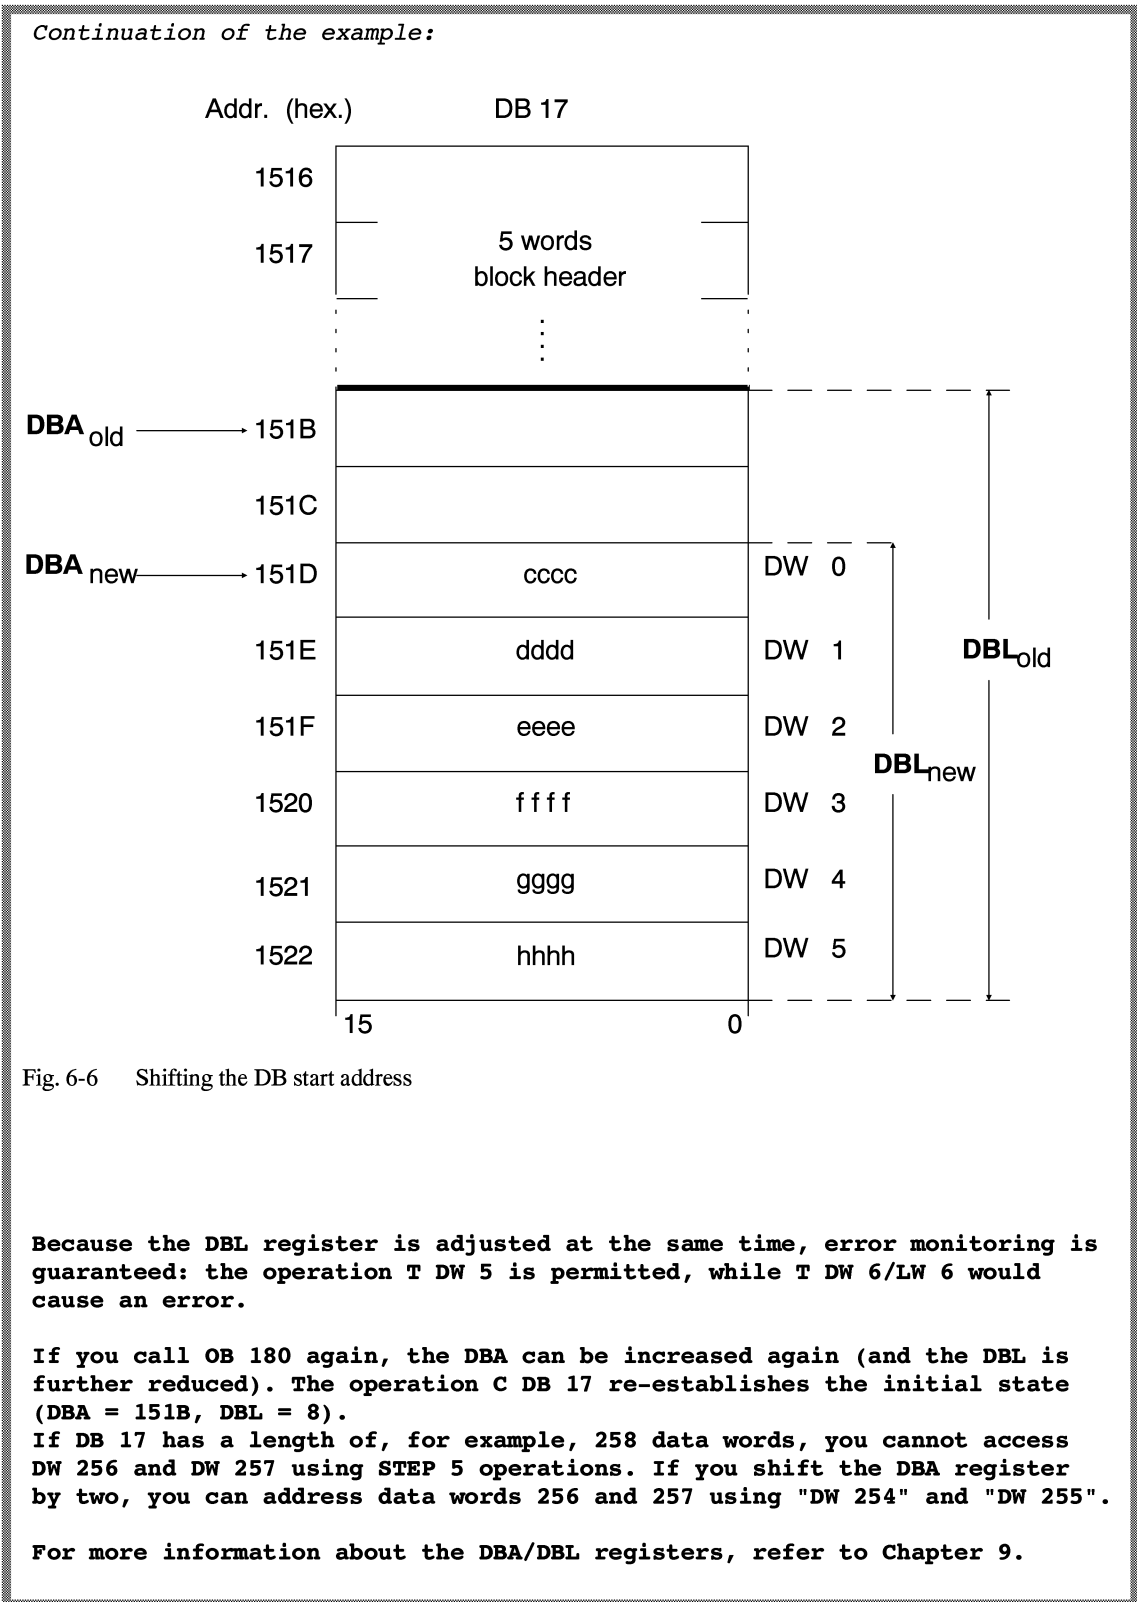 Continuation of the example:
Addr. (hex.) DB 17
1516
1517
5 words
block header
DBA old 151B
151C
DBA new 151D cccc DW 0
151E dddd DW 1
DBL old
151F eeee DW 2
DBL new
1520 ffff DW 3
1521 gggg DW 4
1522 hhhh DW 5
15 0
Fig. 6-6 Shifting the DB start address
Because the DBL register is adjusted at the same time, error monitoring is
guaranteed: the operation T DW 5 is permitted, while T DW 6/LW 6 would
cause an error.
If you call OB 180 again, the DBA can be increased again (and the DBL is
further reduced). The operation C DB 17 re-establishes the initial state
(DBA = 151B, DBL = 8).
If DB 17 has a length of, for example, 258 data words, you cannot access
DW 256 and DW 257 using STEP 5 operations. If you shift the DBA register
by two, you can address data words 256 and 257 using "DW 254" and "DW 255".
For more information about the DBA/DBL registers, refer to Chapter 9.